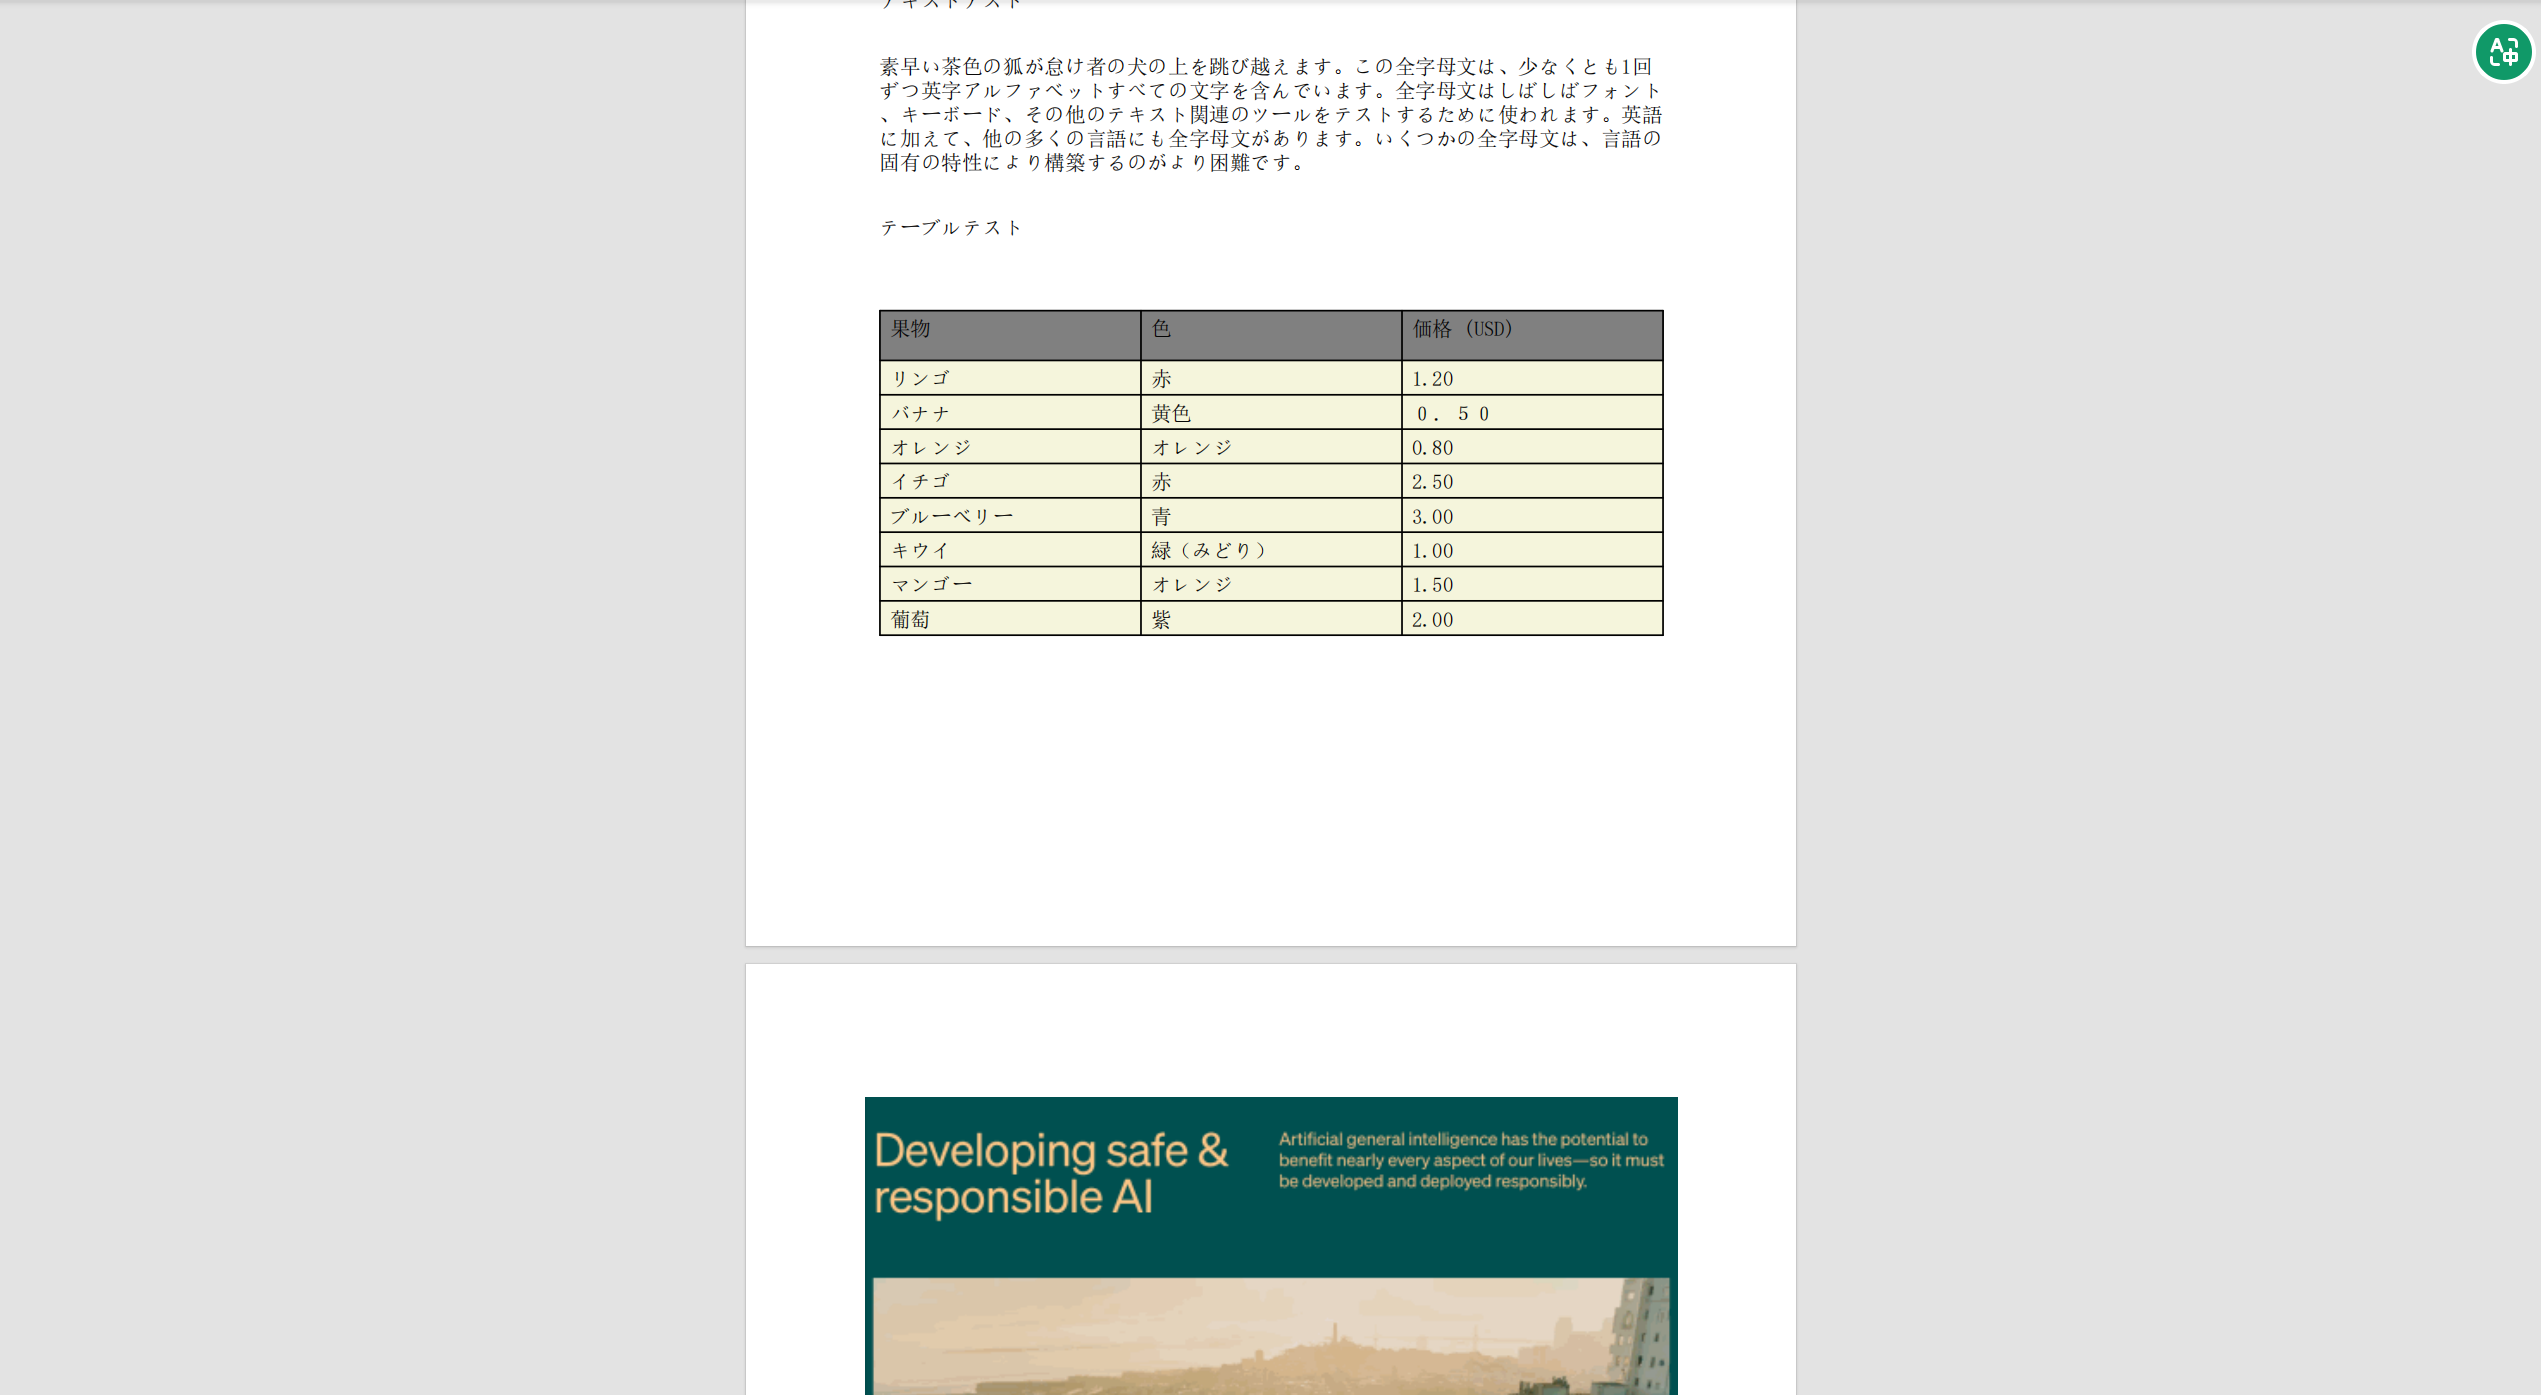 テキストテスト
素早い茶色の狐が怠け者の犬の上を跳び越えます。この全字母文は、少なくとも1回
ずつ英字アルファベットすべての文字を含んでいます。全字母文はしばしばフォント
、キーボード、その他のテキスト関連のツールをテストするために使われます。英語
に加えて、他の多くの言語にも全字母文があります。いくつかの全字母文は、言語の
固有の特性により構築するのがより困難です。
テーブルテスト
果物 色 価格 (USD)
リンゴ 赤 1.20
バナナ 黄色 ０．５０
オレンジ オレンジ 0.80
イチゴ 赤 2.50
ブルーベリー 青 3.00
キウイ 緑（みどり） 1.00
マンゴー オレンジ 1.50
葡萄 紫 2.00
Developing safe &
responsible AI
Artificial general intelligence has the potential to
benefit nearly every aspect of our lives—so it must
be developed and deployed responsibly.